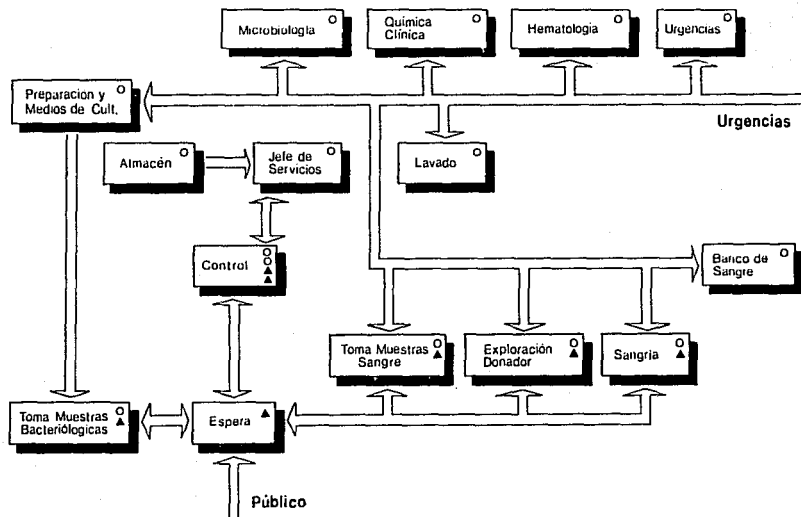 Microbiologia
Química
Clínica
Hematologia
Urgencias
Preparacion y
Medios de Cult.
Urgencias
Almacén
Jefe de
Servicios
Lavado
Control
Banco de
Sangre
Toma Muestras
Sangre
Exploración
Donador
Sangria
Toma Muestras
Bacteriólogicas
Espera
Público